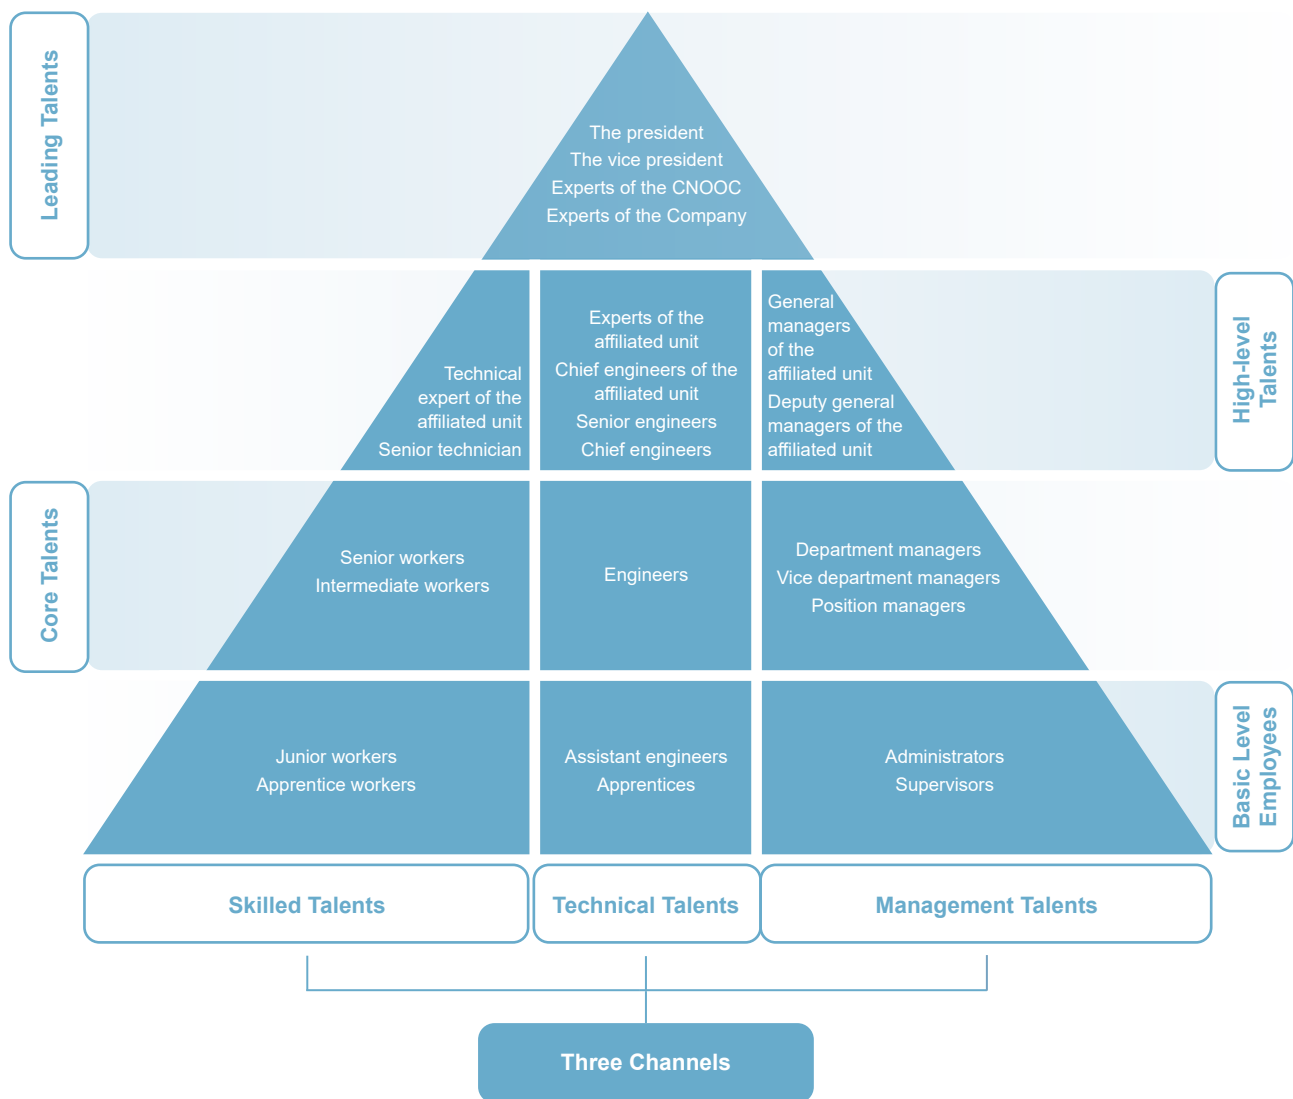 Leading Talents
The president
The vice president
Experts of the CNOOC
Experts of the Company
Technical
expert of the
affiliated unit
Senior technician
Experts of the
affiliated unit
Chief engineers of the
affiliated unit
Senior engineers
Chief engineers
General
managers
of the
affiliated unit
Deputy general
managers of the
affiliated unit
High-level
Talents
Core Talents
Senior workers
Intermediate workers
Engineers
Department managers
Vice department managers
Position managers
Junior workers
Apprentice workers
Assistant engineers
Apprentices
Administrators
Supervisors
Basic Level
Employees
Skilled Talents
Technical Talents
Management Talents
Three Channels